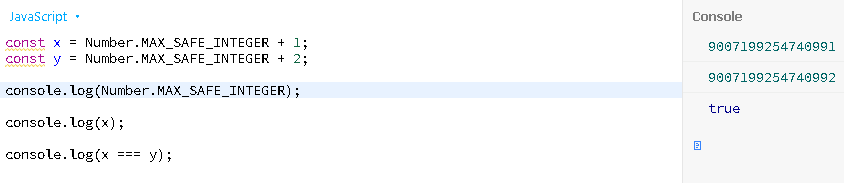 JavaScript
Console
const x = Number.MAX_SAFE_INTEGER + 1;
const y = Number.MAX_SAFE_INTEGER + 2;
console.log(Number.MAX_SAFE_INTEGER);
console.log(x);
console.log(x === y);
9007199254740991
9007199254740992
true